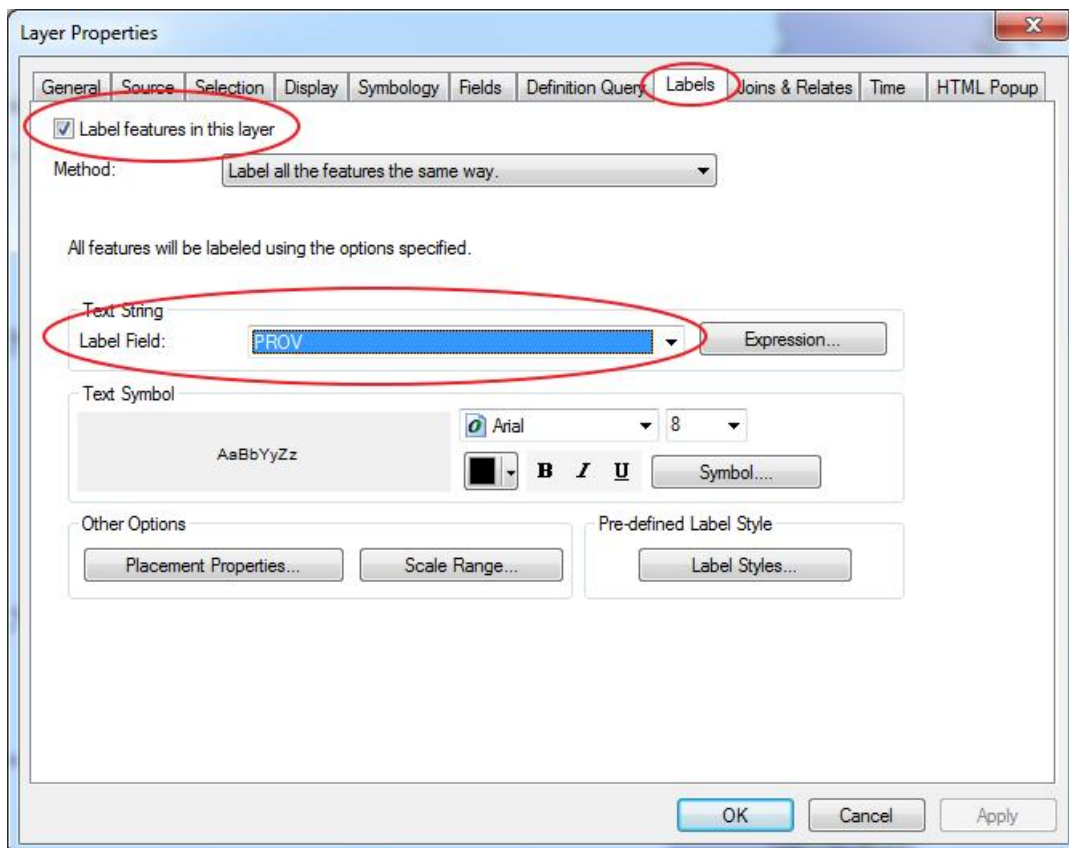 Layer Properties
General Source Selection Display Symbology Fields Definition Query Labels Joins & Relates Time HTML Popup
Label features in this layer
Method: Label all the features the same way.
All features will be labeled using the options specified.
Text String
Label Field: PROV Expression...
Text Symbol
AaBbYyZz
Arial 8
B I U Symbol....
Other Options Pre-defined Label Style
Placement Properties... Scale Range... Label Styles...
OK Cancel Apply